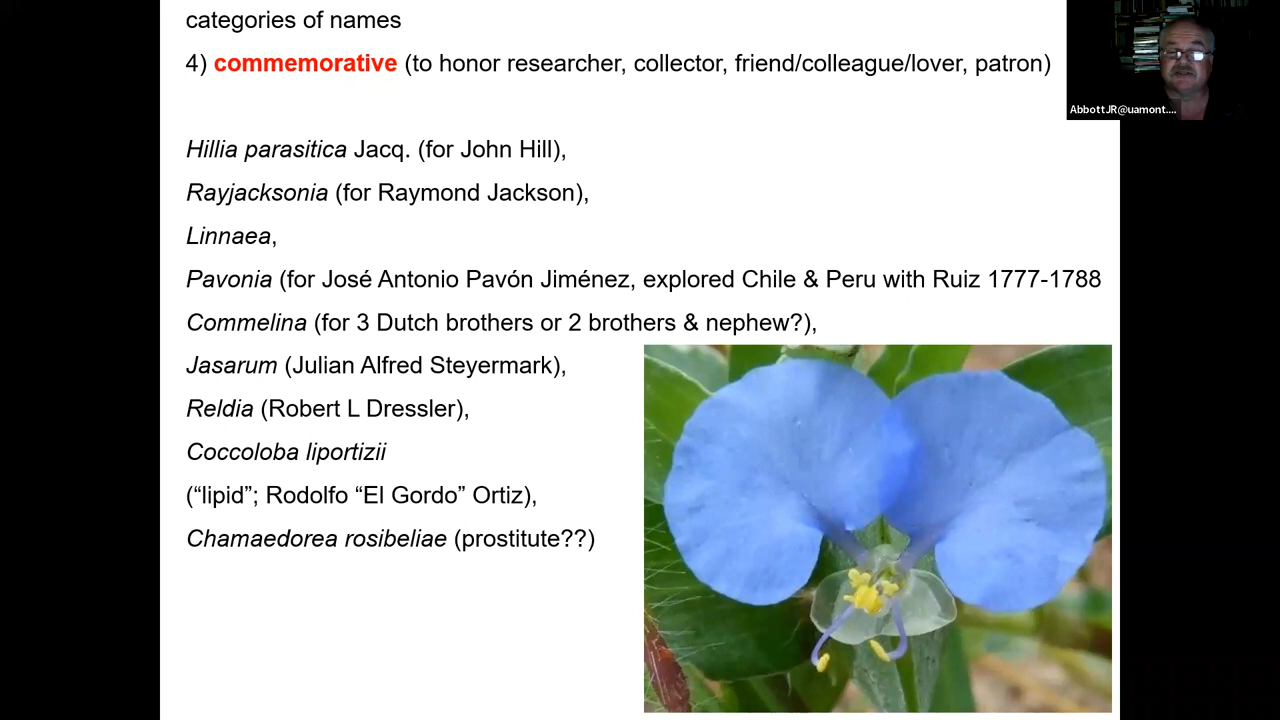 categories of names
4) commemorative (to honor researcher, collector, friend/colleague/lover, patron)
AbbottJR@uamont....
Hillia parasitica Jacq. (for John Hill),
Rayjacksonia (for Raymond Jackson),
Linnaea,
Pavonia (for José Antonio Pavón Jiménez, explored Chile & Peru with Ruiz 1777-1788
Commelina (for 3 Dutch brothers or 2 brothers & nephew?),
Jasarum (Julian Alfred Steyermark),
Reldia (Robert L Dressler),
Coccoloba liportizii
(“lipid”; Rodolfo “El Gordo” Ortiz),
Chamaedorea rosibeliae (prostitute??)